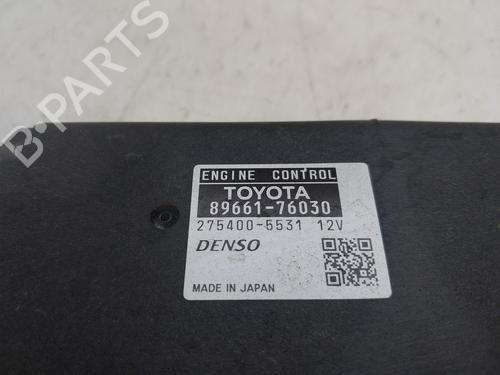 ENGINE CONTROL
TOYOTA
89661-76030
275400-5531 12V
DENSO
MADE IN JAPAN
B-PARTS